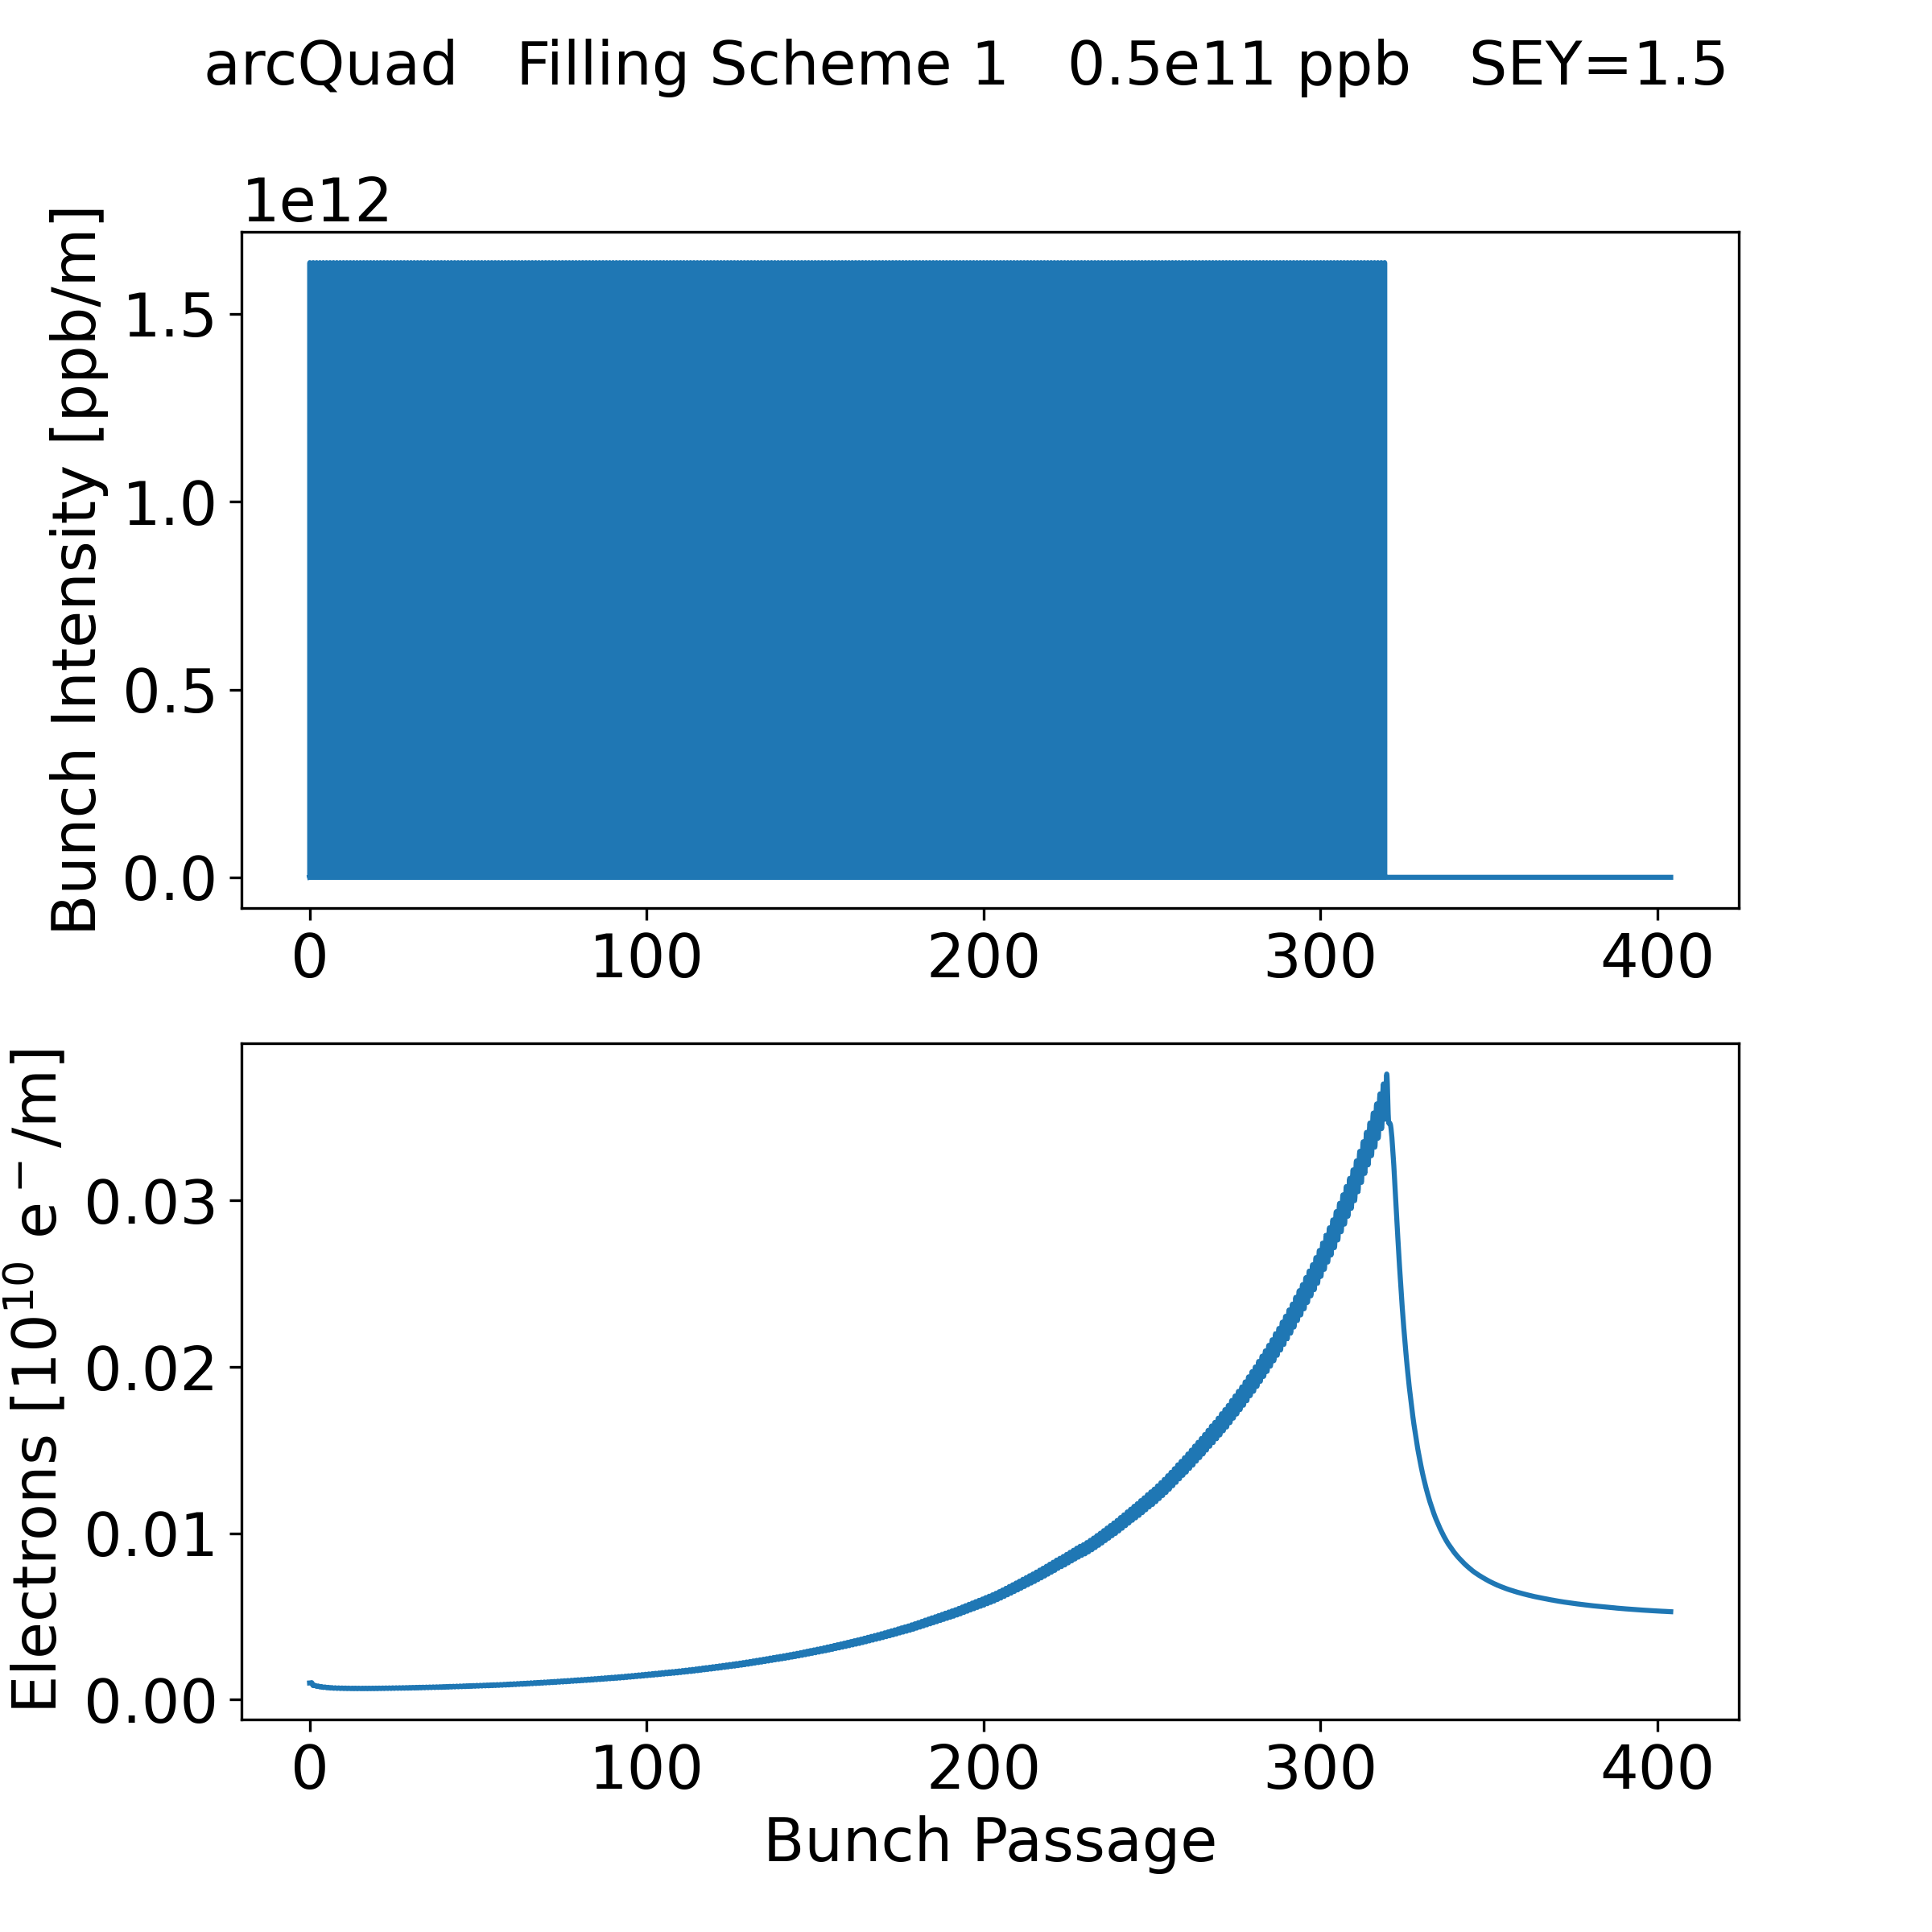 arcQuad Filling Scheme 1 0.5e11 ppb SEY=1.5
1e12
Bunch Intensity [ppb/m]
1.5
1.0
0.5
0.0
0 100 200 300 400
Electrons [10¹⁰ e⁻/m]
0.03
0.02
0.01
0.00
0 100 200 300 400
Bunch Passage